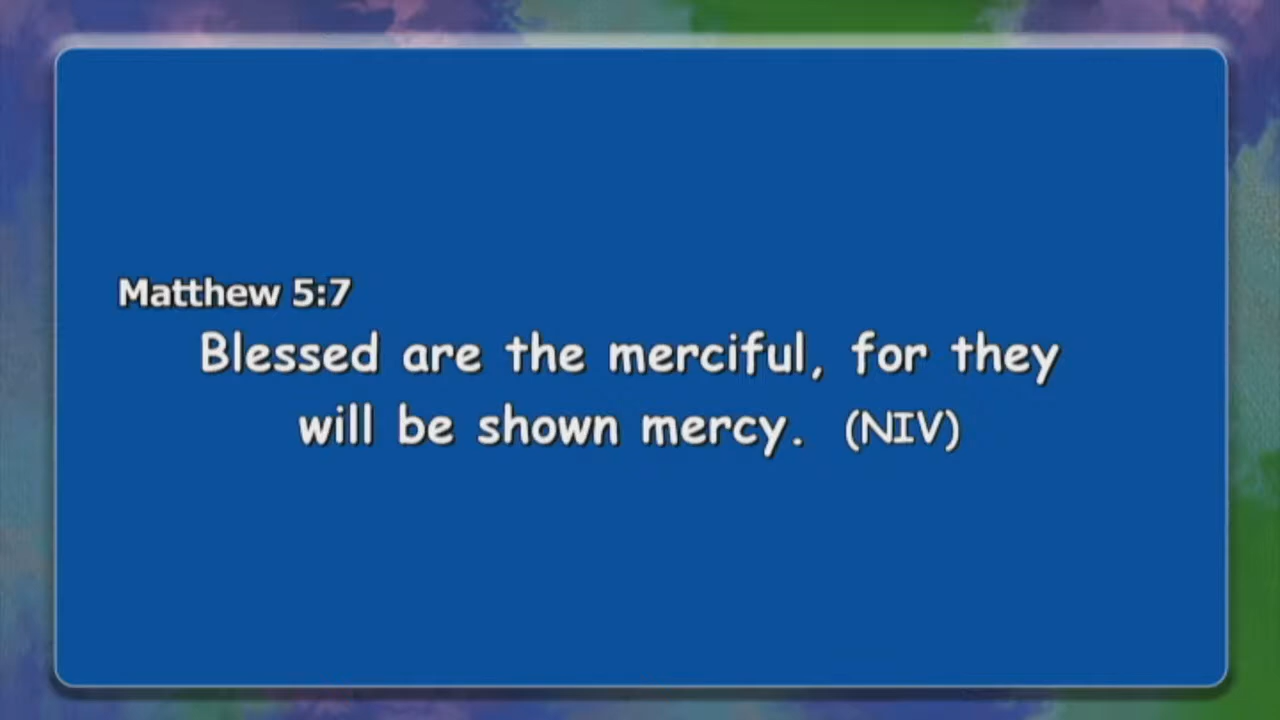 Matthew 5:7
Blessed are the merciful, for they
will be shown mercy. (NIV)